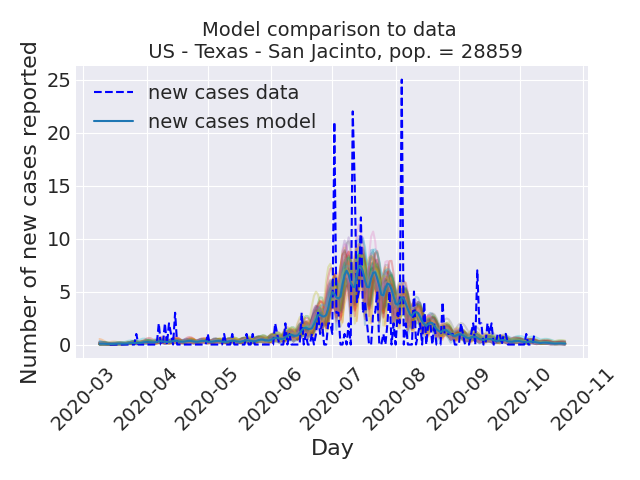 Model comparison to data
US - Texas - San Jacinto, pop. = 28859
Number of new cases reported
25
20
15
10
5
0
new cases data
new cases model
2020-03
2020-04
2020-05
2020-06
2020-07
2020-08
2020-09
2020-10
2020-11
Day